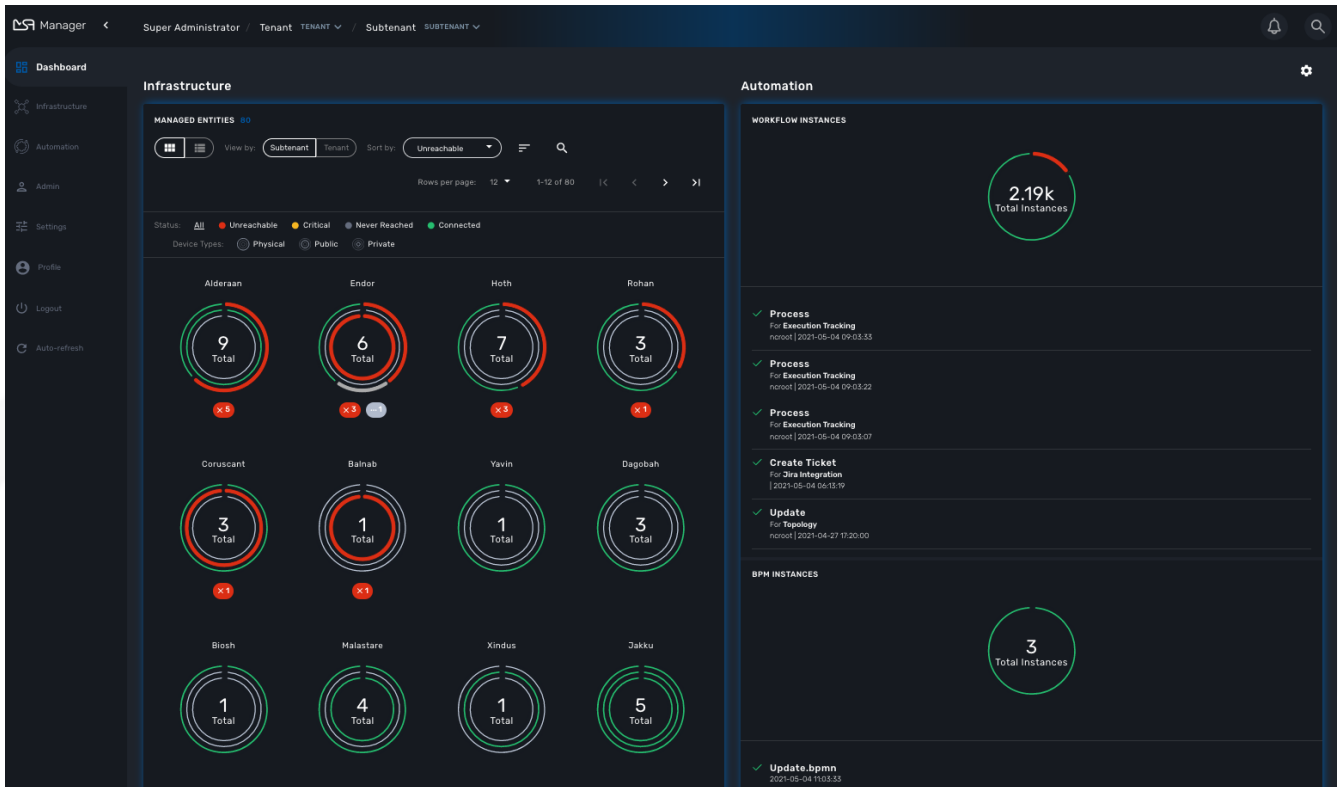 Manager
Super Administrator / Tenant TENANT / Subtenant SUBTENANT
Dashboard
Infrastructure
Automation
Admin
Settings
Profile
Logout
Auto-refresh
Infrastructure
MANAGED ENTITIES 80
View by: Subtenant Tenant Sort by: Unreachable
Rows per page: 12 1-12 of 80
Status: All Unreachable Critical Never Reached Connected
Device Types: Physical Public Private
Alderaan Endor Hoth Rohan
9 6 7 3
Total Total Total Total
× 5 × 3 ... 1 × 3 × 1
Coruscant Balnab Yavin Dagobah
3 1 1 3
Total Total Total Total
× 1 × 1
Biosh Malastare Xindus Jakku
1 4 1 5
Total Total Total Total
Automation
WORKFLOW INSTANCES
2.19k
Total Instances
Process
For Execution Tracking
ncroot | 2021-05-04 09:03:33
Process
For Execution Tracking
ncroot | 2021-05-04 09:03:22
Process
For Execution Tracking
ncroot | 2021-05-04 09:03:07
Create Ticket
For Jira Integration
| 2021-05-04 06:13:19
Update
For Topology
ncroot | 2021-04-27 17:20:00
BPM INSTANCES
3
Total Instances
Update.bpmn
2021-05-04 11:03:33